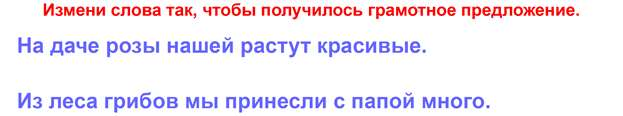 Измени слова так, чтобы получилось грамотное предложение.
На даче розы нашей растут красивые.
Из леса грибов мы принесли с папой много.